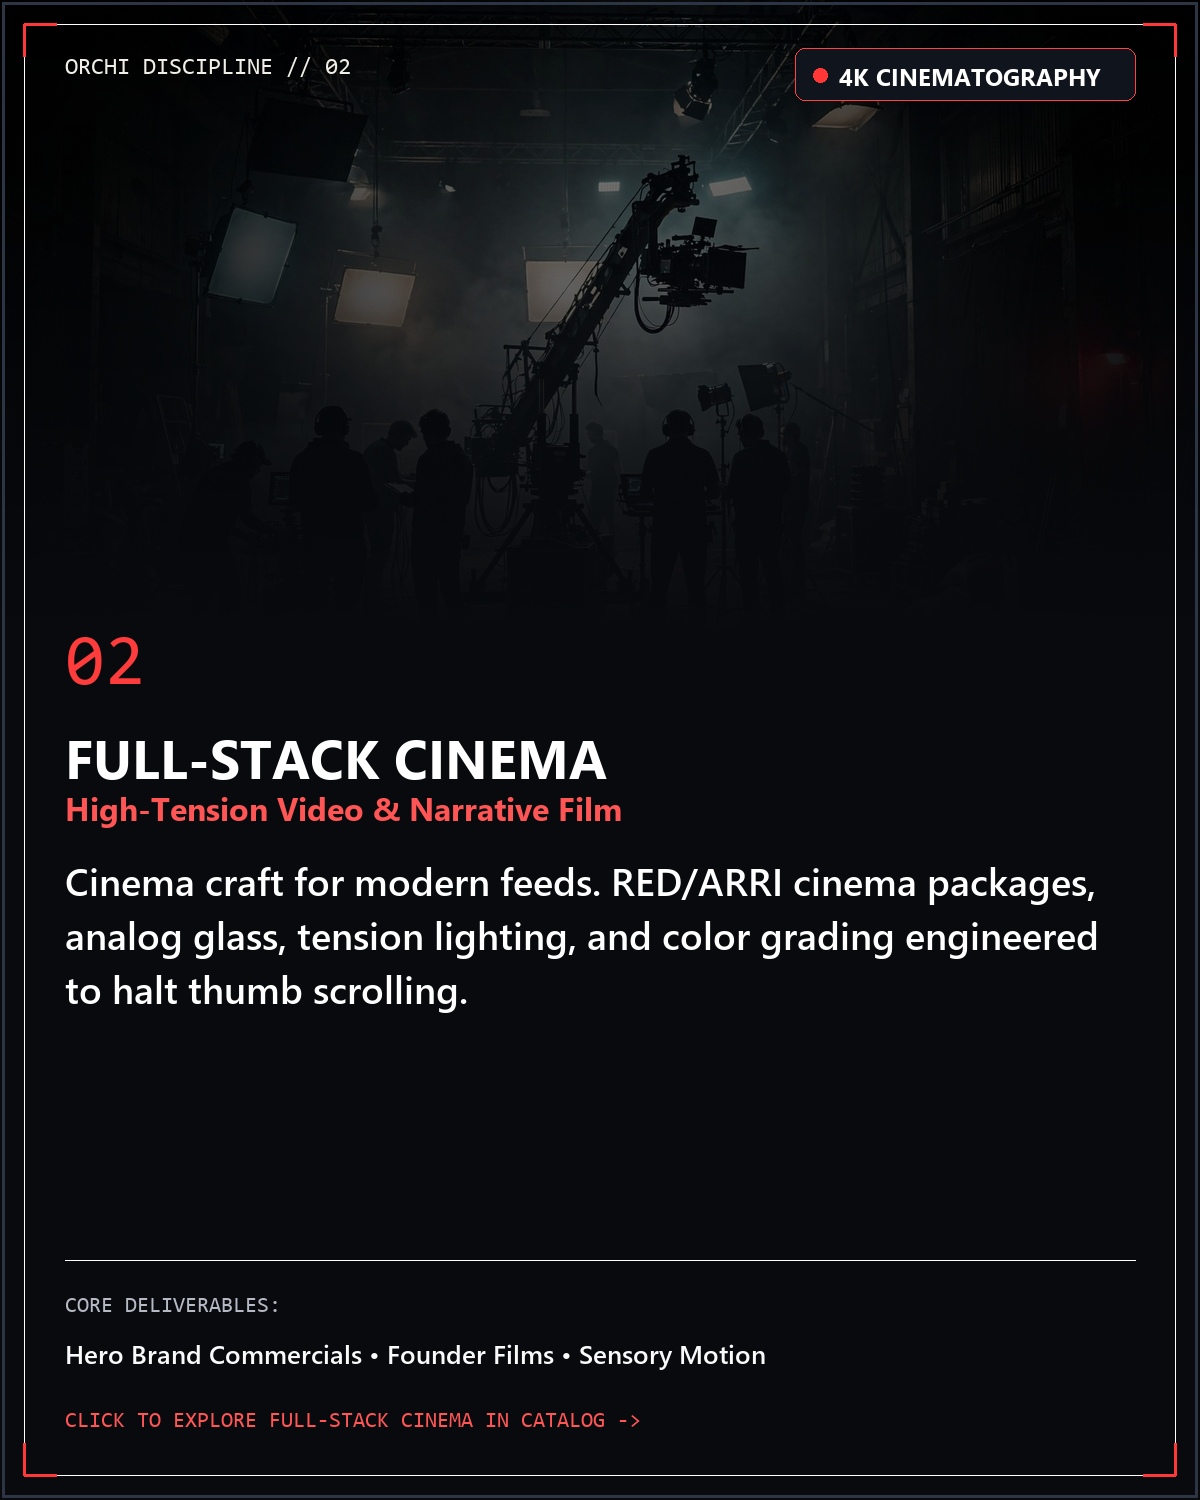 ORCHI DISCIPLINE // 02
4K CINEMATOGRAPHY
02
FULL-STACK CINEMA
High-Tension Video & Narrative Film
Cinema craft for modern feeds. RED/ARRI cinema packages,
analog glass, tension lighting, and color grading engineered
to halt thumb scrolling.
CORE DELIVERABLES:
Hero Brand Commercials • Founder Films • Sensory Motion
CLICK TO EXPLORE FULL-STACK CINEMA IN CATALOG ->